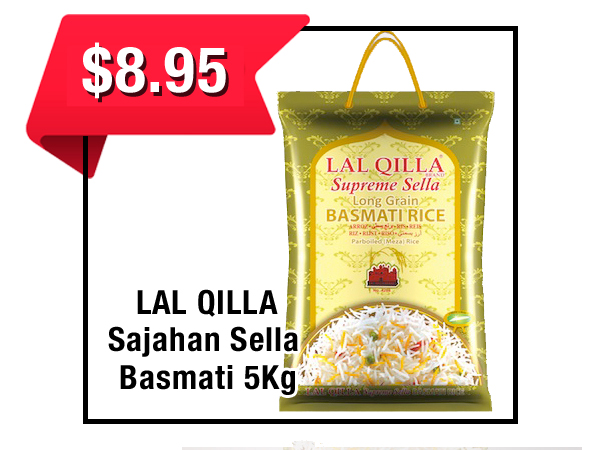 $8.95
LAL QILLA
BRAND
Supreme Sella
Long Grain
BASMATI RICE
Parboiled Mezai Rice
LAL QILLA
Sajahan Sella
Basmati 5Kg